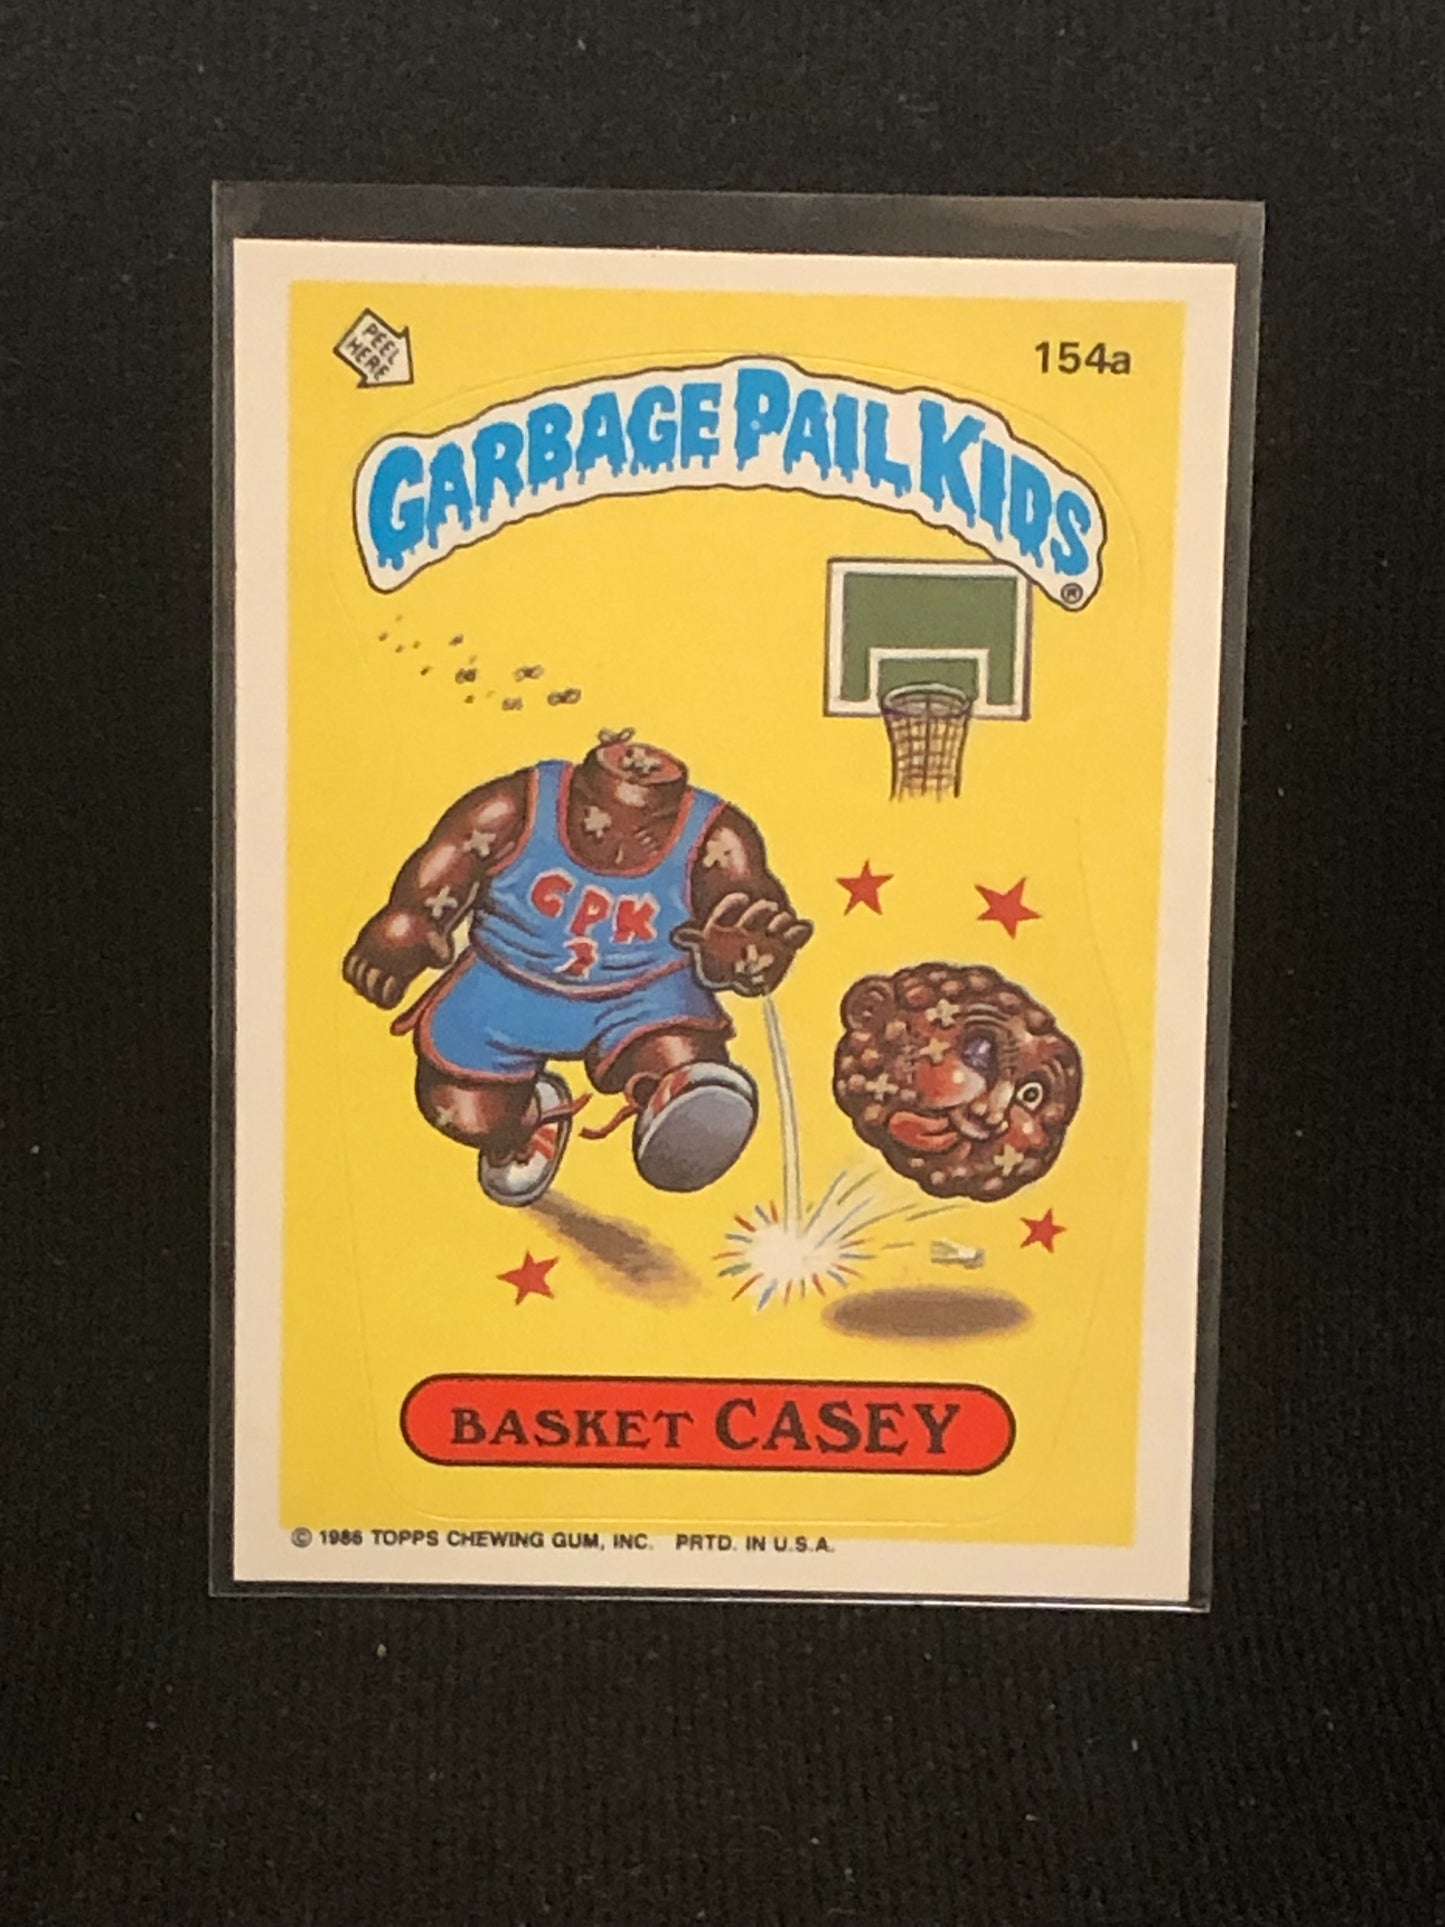 PEEL
HERE
154a
GARBAGE PAIL KIDS
®
GPK
BASKET CASEY
© 1986 TOPPS CHEWING GUM, INC. PRTD. IN U.S.A.